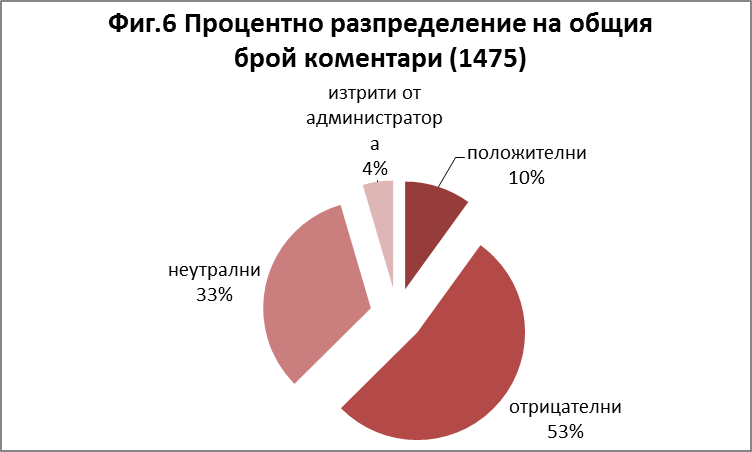 Фиг.6 Процентно разпределение на общия
брой коментари (1475)
изтрити от
администратор
а
4%
положителни
10%
неутрални
33%
отрицателни
53%